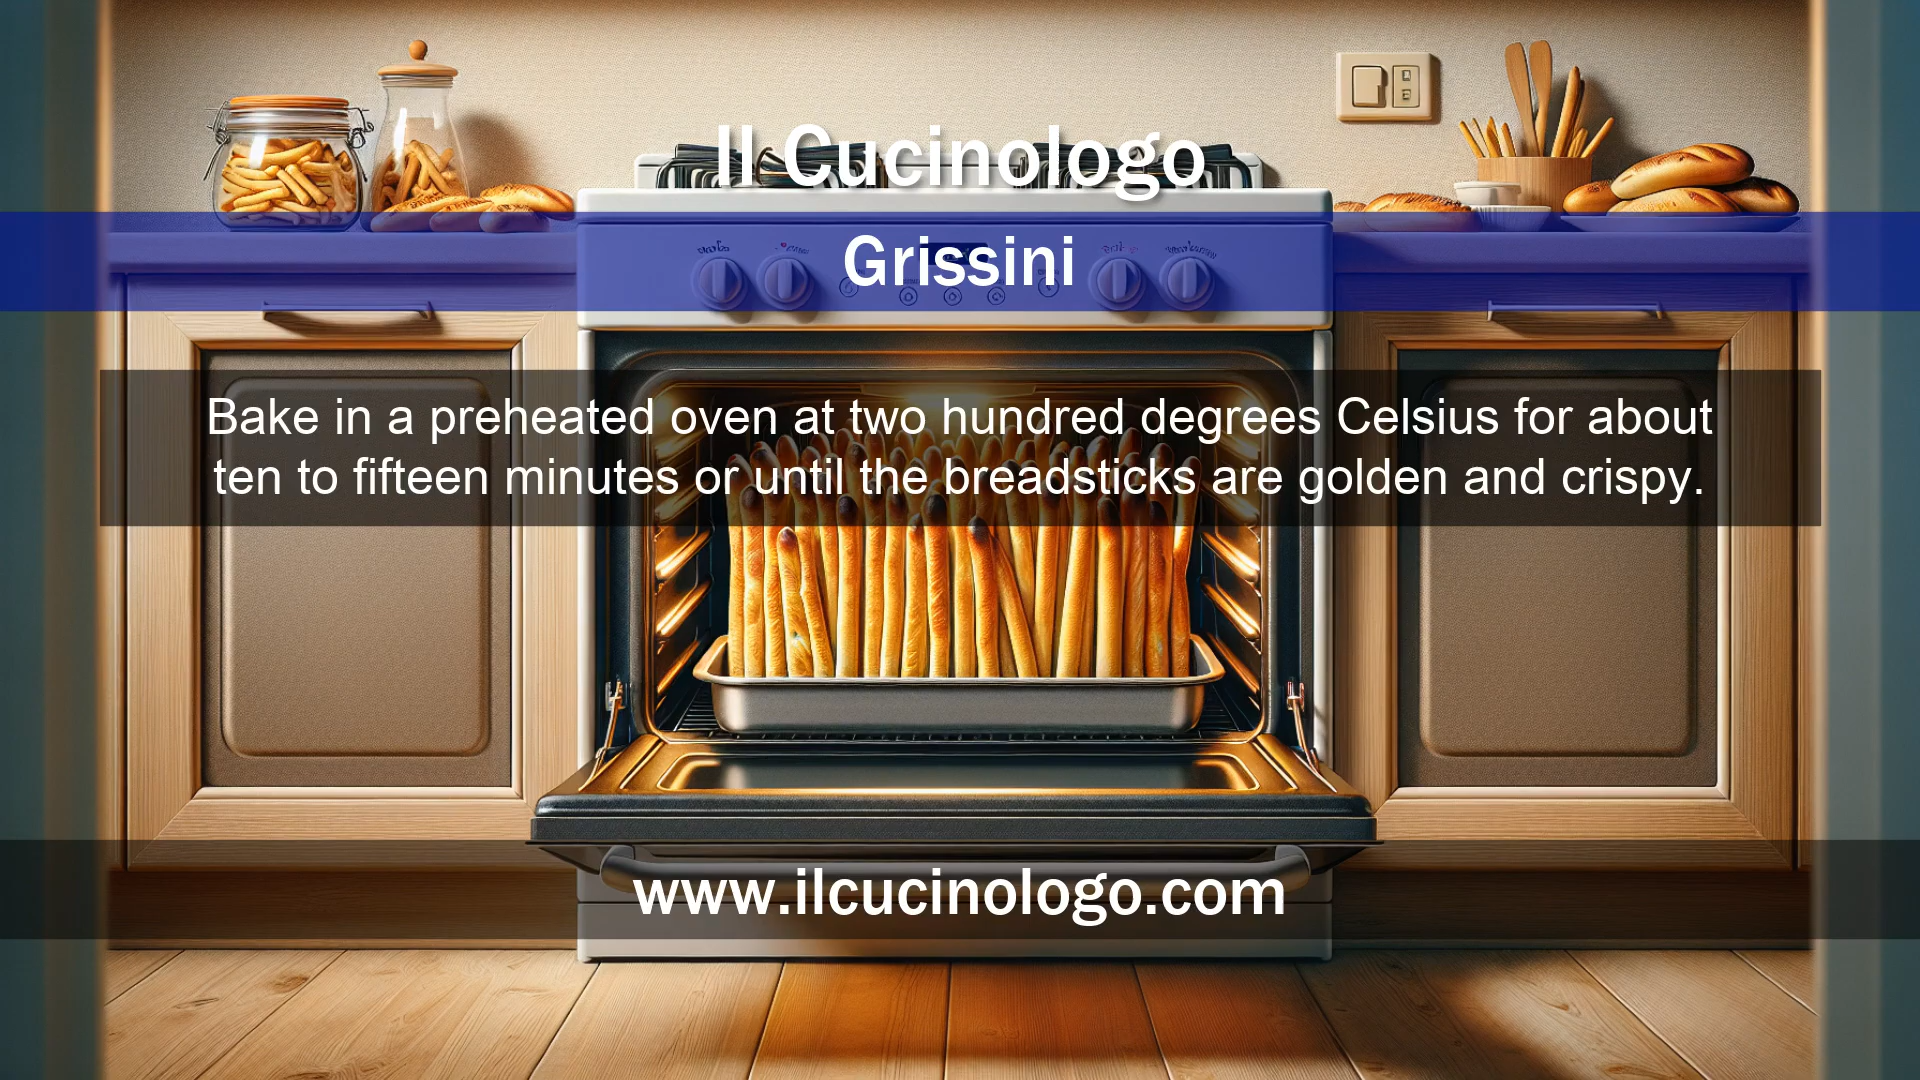 Il Cucinologo
Grissini
Bake in a preheated oven at two hundred degrees Celsius for about
ten to fifteen minutes or until the breadsticks are golden and crispy.
www.ilcucinologo.com